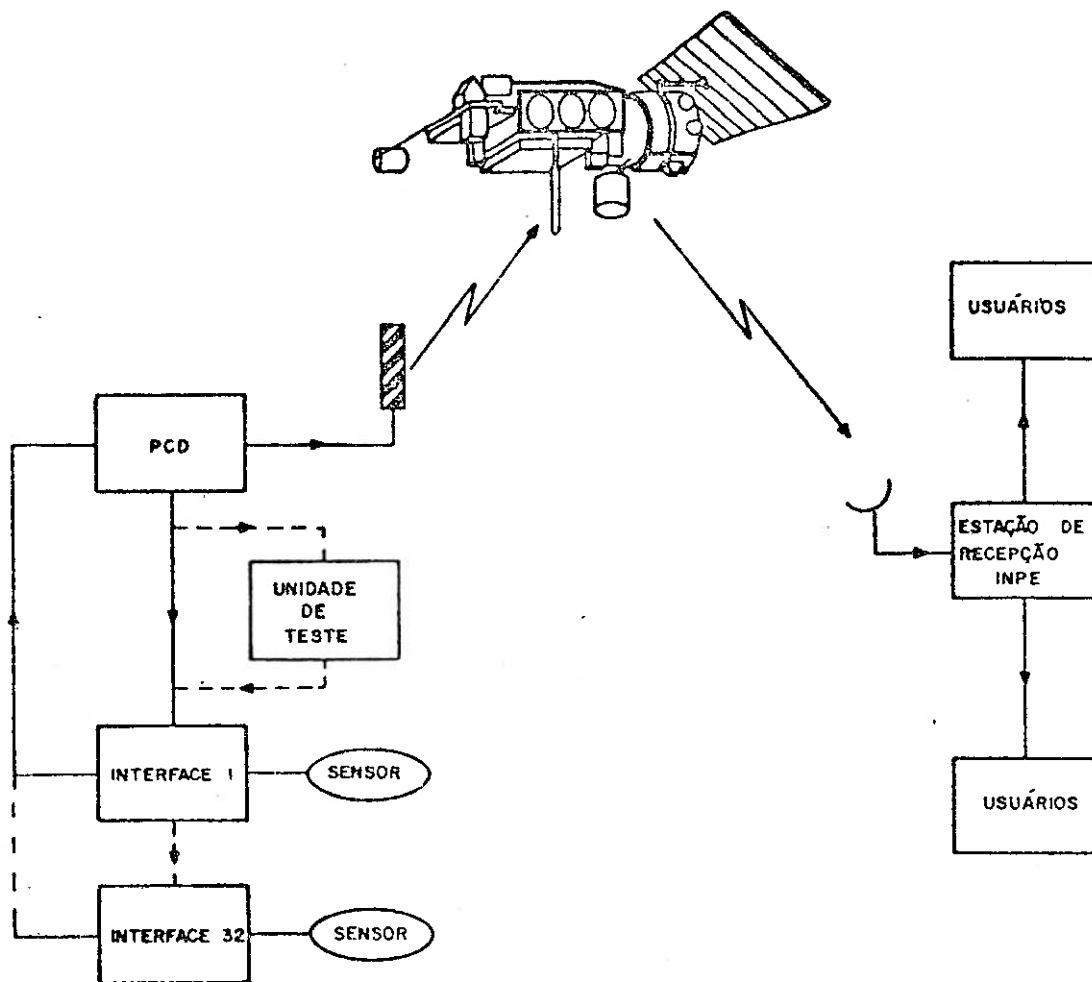 USUÁRIOS
PCD
ESTAÇÃO DE
RECEPÇÃO
INPE
UNIDADE
DE
TESTE
INTERFACE 1
SENSOR
USUÁRIOS
INTERFACE 32
SENSOR